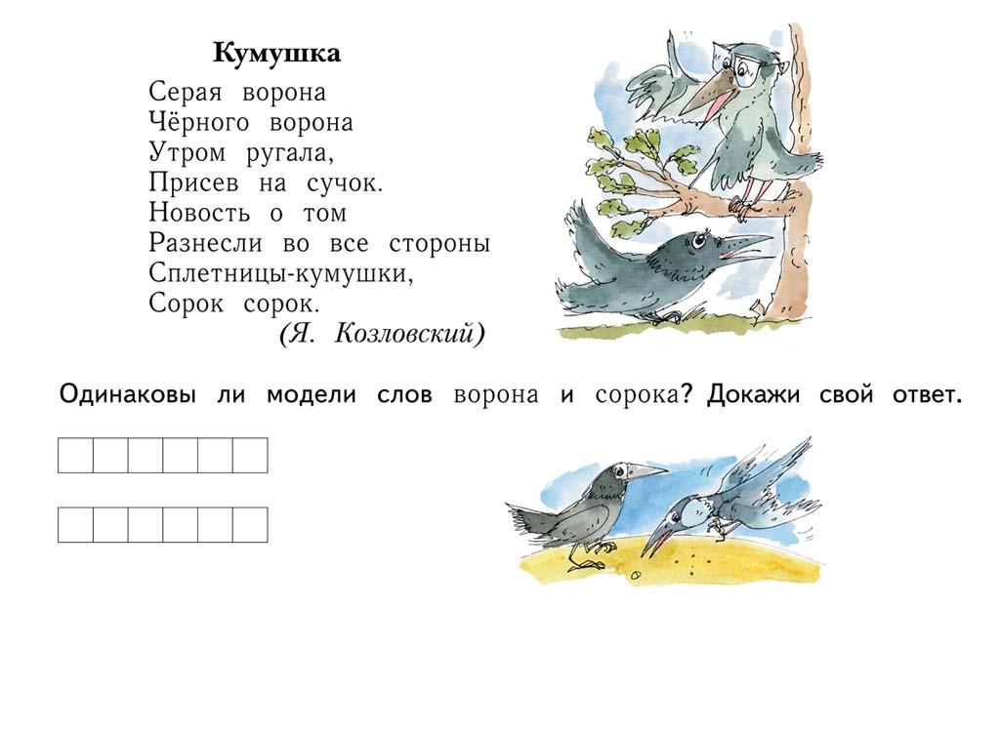 Кумушка
Серая ворона
Чёрного ворона
Утром ругала,
Присев на сучок.
Новость о том
Разнесли во все стороны
Сплетницы-кумушки,
Сорок сорок.
(Я. Козловский)
Одинаковы ли модели слов ворона и сорока? Докажи свой ответ.